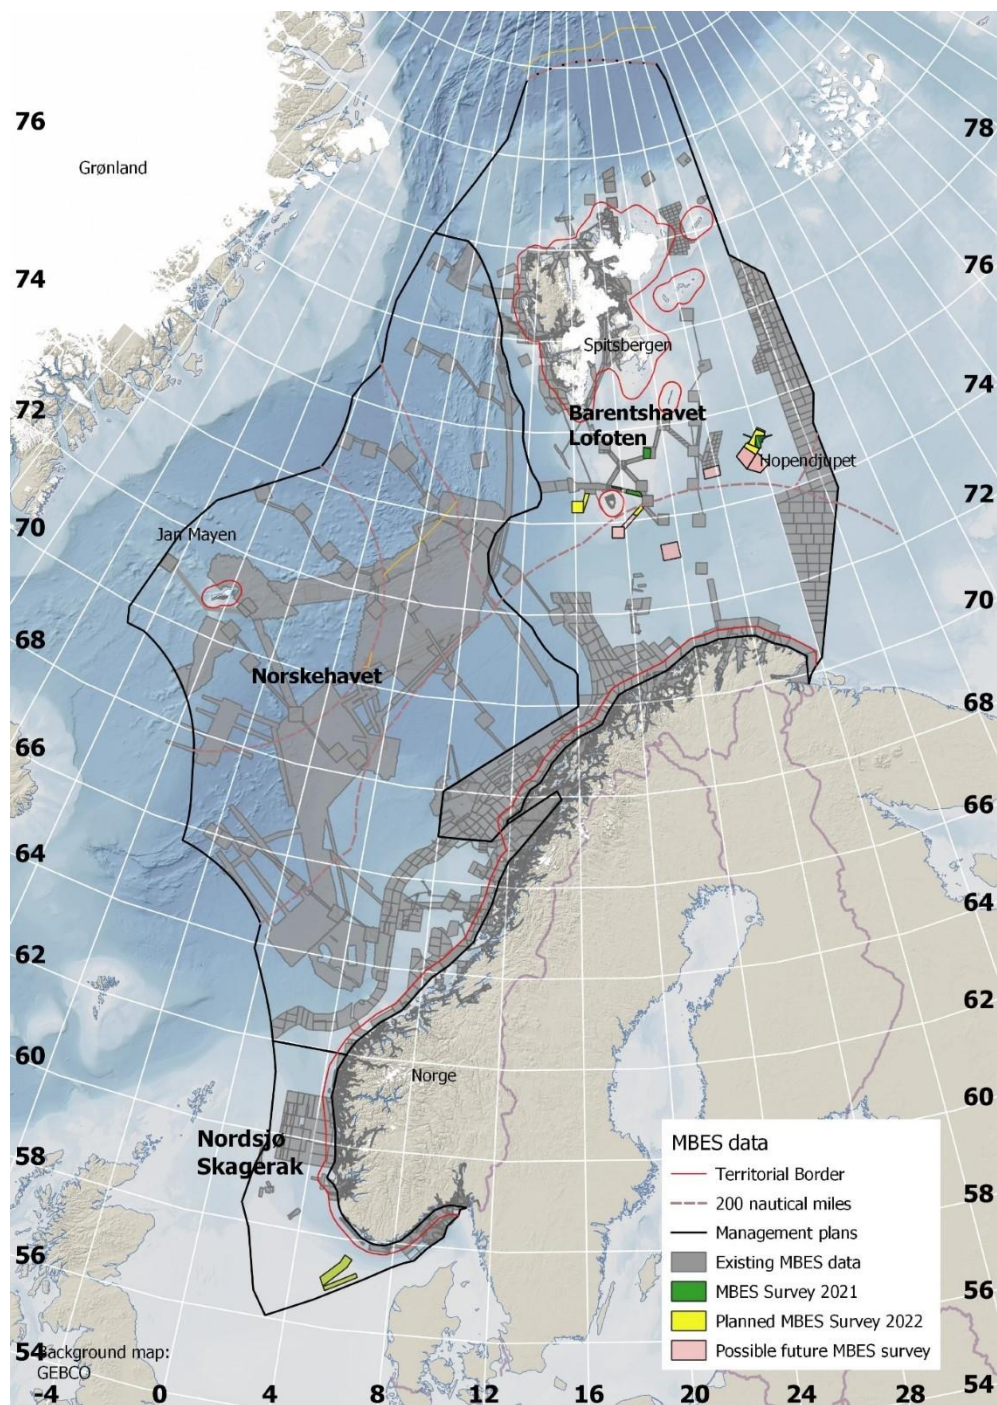 76
78
Grønland
74
76
Spitsbergen
72
74
Barentshavet
Lofoten
Hopendjupet
70
72
Jan Mayen
68
70
Norskehavet
66
68
64
66
62
64
60
62
Norge
58
60
Nordsjø
Skagerak
56
58
54
56
MBES data
Territorial Border
200 nautical miles
Management plans
Existing MBES data
MBES Survey 2021
Planned MBES Survey 2022
Possible future MBES survey
Background map:
GEBCO
-4 0 4 8 12 16 20 24 28 54